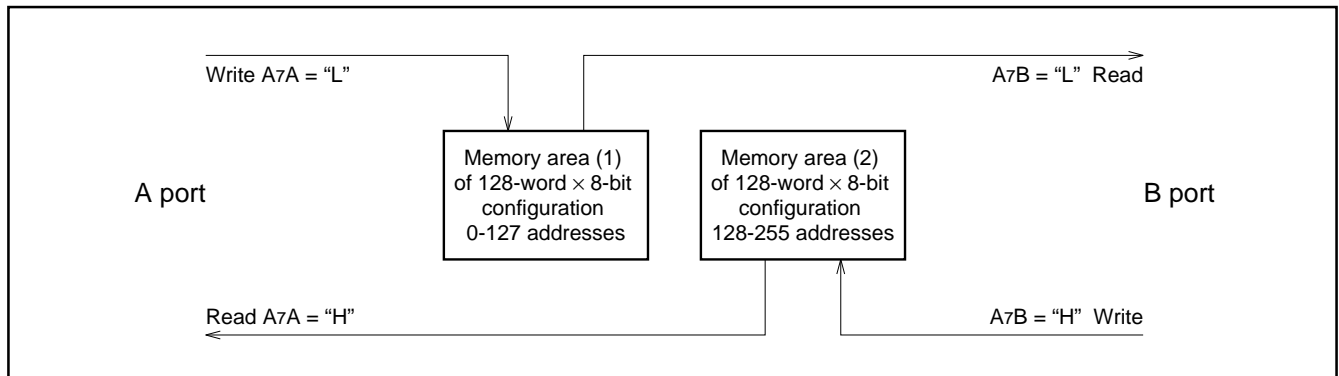 Write A7A = “L”
A7B = “L” Read
Memory area (1)
of 128-word × 8-bit
configuration
0-127 addresses
Memory area (2)
of 128-word × 8-bit
configuration
128-255 addresses
A port
B port
Read A7A = “H”
A7B = “H” Write